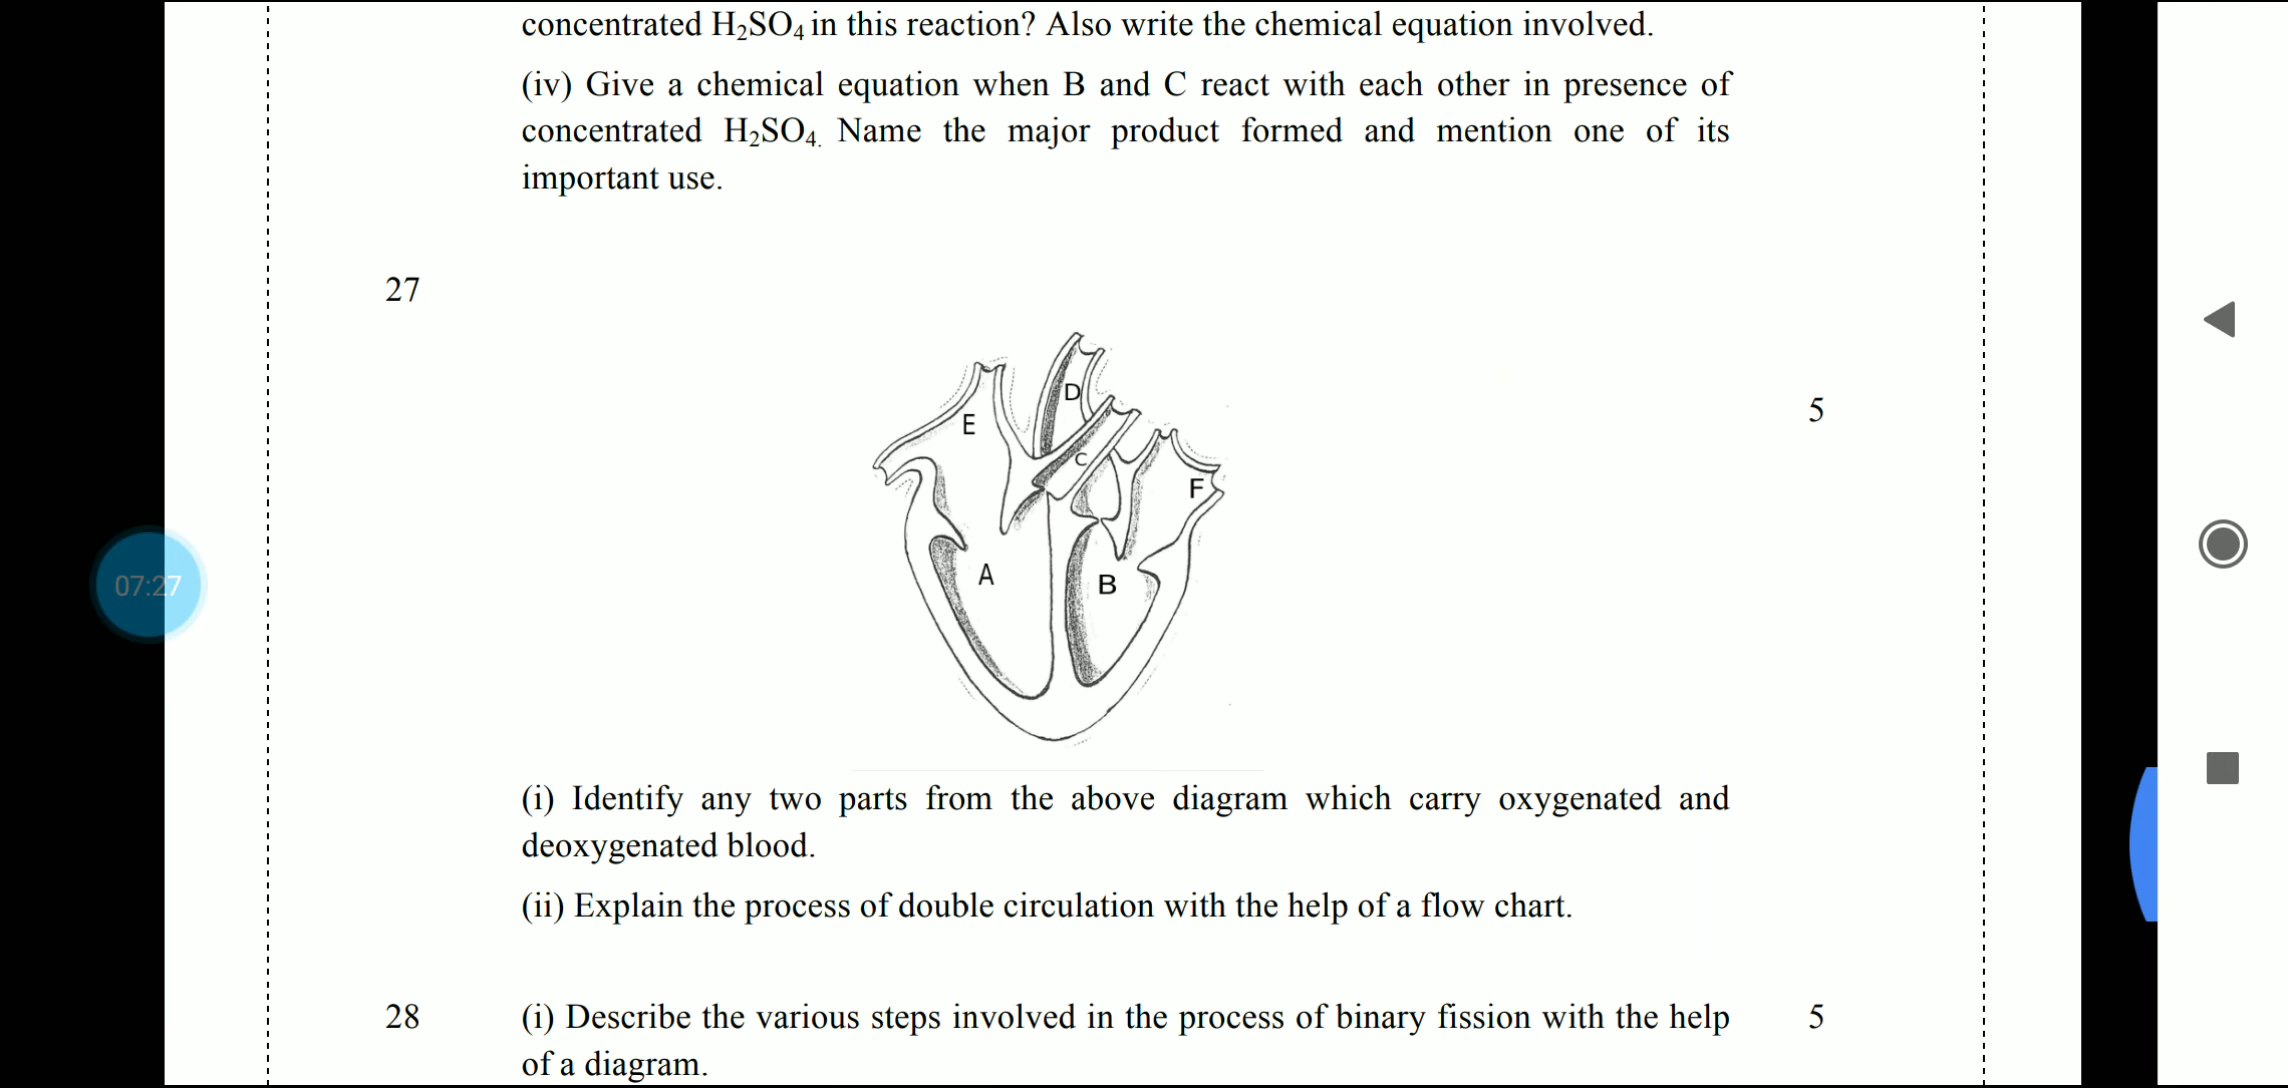 concentrated H₂SO₄ in this reaction? Also write the chemical equation involved.
(iv) Give a chemical equation when B and C react with each other in presence of
concentrated H₂SO₄. Name the major product formed and mention one of its
important use.
27
D
E
5
C
F
A
B
07:27
(i) Identify any two parts from the above diagram which carry oxygenated and
deoxygenated blood.
(ii) Explain the process of double circulation with the help of a flow chart.
28 (i) Describe the various steps involved in the process of binary fission with the help 5
of a diagram.